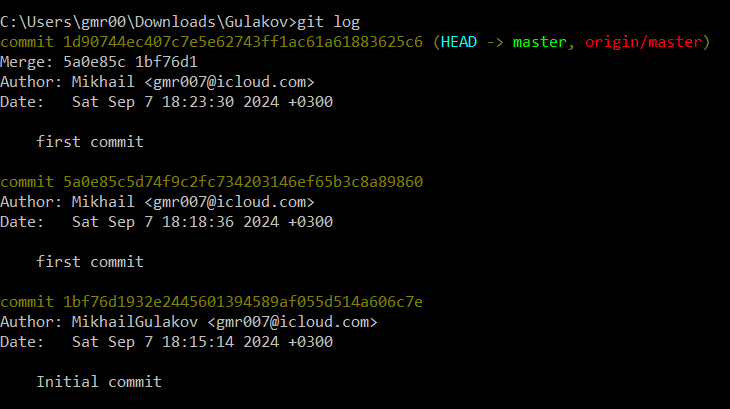 C:\Users\gmr00\Downloads\Gulakov>git log
commit 1d90744ec407c7e5e62743ff1ac61a61883625c6 (HEAD -> master, origin/master)
Merge: 5a0e85c 1bf76d1
Author: Mikhail <gmr007@icloud.com>
Date:   Sat Sep 7 18:23:30 2024 +0300
    first commit
commit 5a0e85c5d74f9c2fc734203146ef65b3c8a89860
Author: Mikhail <gmr007@icloud.com>
Date:   Sat Sep 7 18:18:36 2024 +0300
    first commit
commit 1bf76d1932e2445601394589af055d514a606c7e
Author: MikhailGulakov <gmr007@icloud.com>
Date:   Sat Sep 7 18:15:14 2024 +0300
    Initial commit